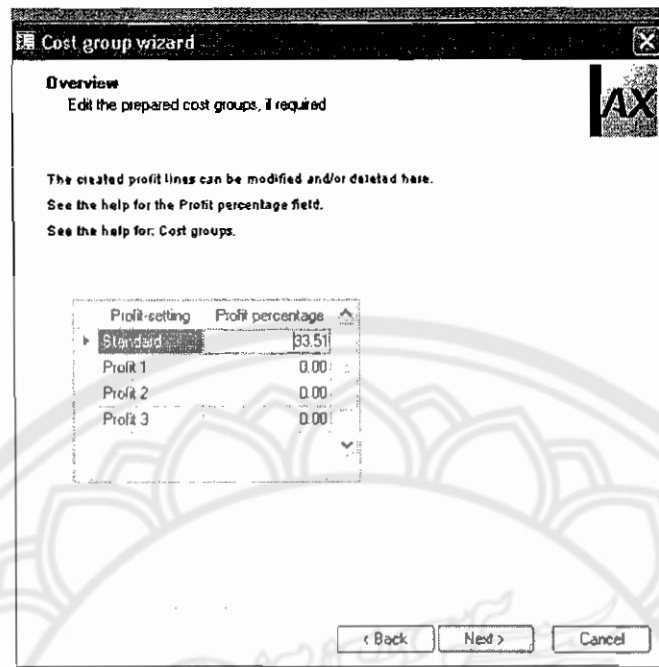 Cost group wizard
Overview
Edit the prepared cost groups, if required
AX
The created profit lines can be modified and/or deleted here.
See the help for the Profit percentage field.
See the help for: Cost groups.
Profit-setting Profit percentage
Standard 33.51
Profit 1 0.00
Profit 2 0.00
Profit 3 0.00
< Back Next > Cancel